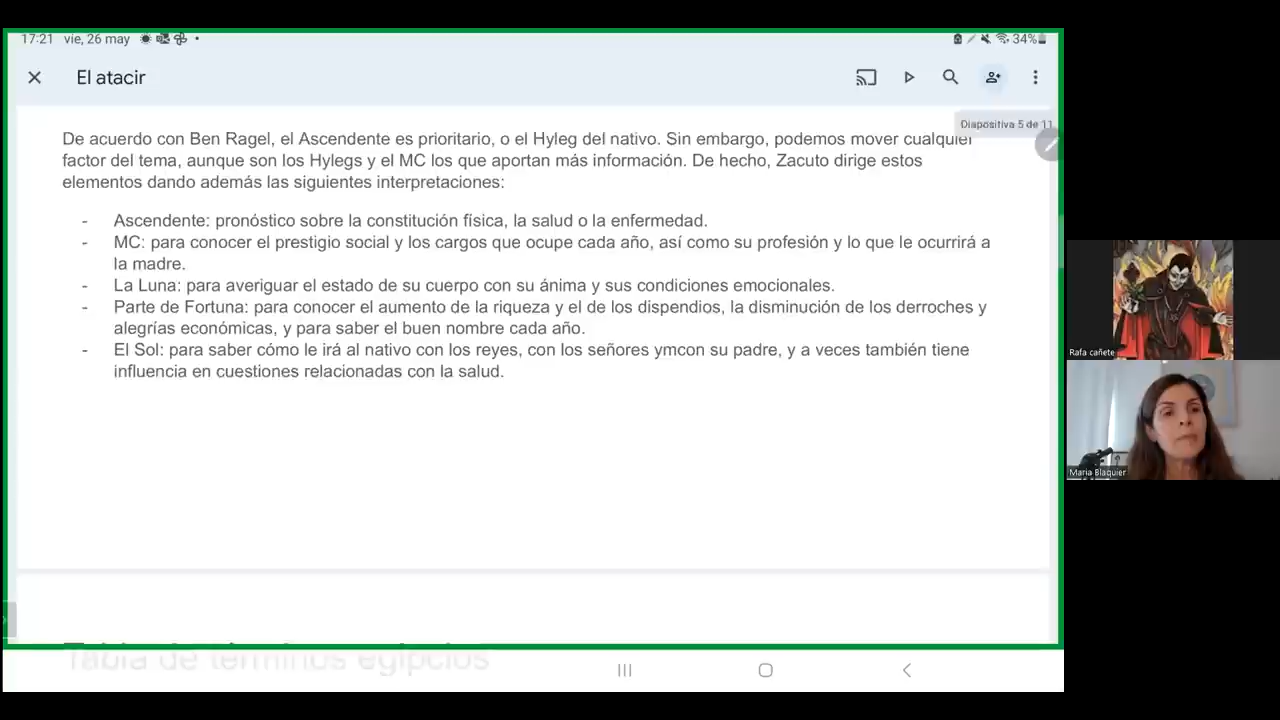 17:21 vie, 26 may
34%
El atacir
Diapositiva 5 de 11
De acuerdo con Ben Ragel, el Ascendente es prioritario, o el Hyleg del nativo. Sin embargo, podemos mover cualquier
factor del tema, aunque son los Hylegs y el MC los que aportan más información. De hecho, Zacuto dirige estos
elementos dando además las siguientes interpretaciones:
- Ascendente: pronóstico sobre la constitución física, la salud o la enfermedad.
- MC: para conocer el prestigio social y los cargos que ocupe cada año, así como su profesión y lo que le ocurrirá a
la madre.
- La Luna: para averiguar el estado de su cuerpo con su ánima y sus condiciones emocionales.
- Parte de Fortuna: para conocer el aumento de la riqueza y el de los dispendios, la disminución de los derroches y
alegrías económicas, y para saber el buen nombre cada año.
- El Sol: para saber cómo le irá al nativo con los reyes, con los señores ymcon su padre, y a veces también tiene
influencia en cuestiones relacionadas con la salud.
Tabla de términos egipcios
Rafa cañete
Maria Blaquier